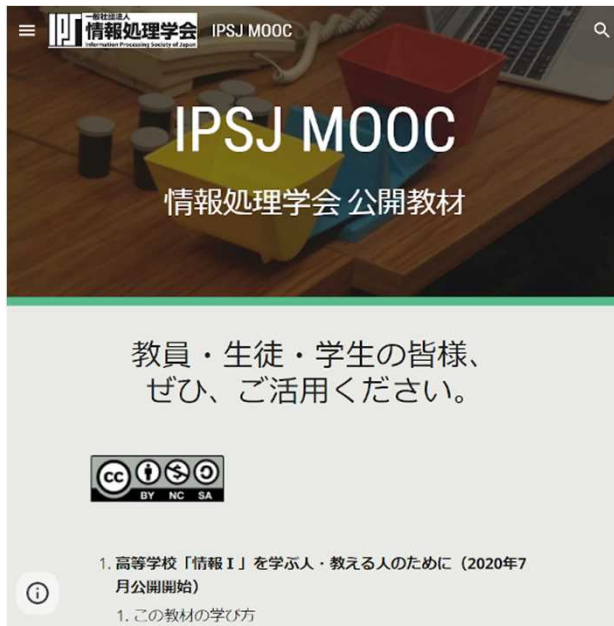 一般社団法人
情報処理学会
Information Processing Society of Japan
IPSJ MOOC
IPSJ MOOC
情報処理学会 公開教材
教員・生徒・学生の皆様、
ぜひ、ご活用ください。
cc
BY NC SA
1. 高等学校「情報Ⅰ」を学ぶ人・教える人のために（2020年7
月公開開始）
1. この教材の学び方